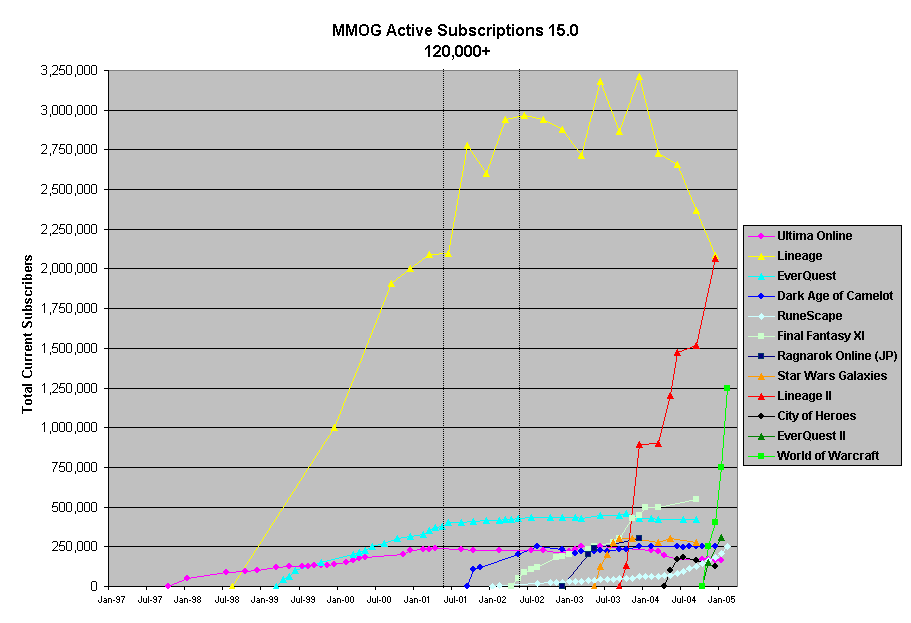 MMOG Active Subscriptions 15.0
120,000+
Total Current Subscribers
3,250,000
3,000,000
2,750,000
2,500,000
2,250,000
2,000,000
1,750,000
1,500,000
1,250,000
1,000,000
750,000
500,000
250,000
0
Jan-97 Jul-97 Jan-98 Jul-98 Jan-99 Jul-99 Jan-00 Jul-00 Jan-01 Jul-01 Jan-02 Jul-02 Jan-03 Jul-03 Jan-04 Jul-04 Jan-05
Ultima Online
Lineage
EverQuest
Dark Age of Camelot
RuneScape
Final Fantasy XI
Ragnarok Online (JP)
Star Wars Galaxies
Lineage II
City of Heroes
EverQuest II
World of Warcraft